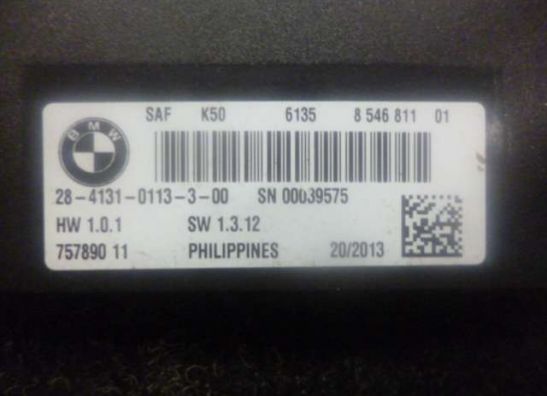 SAF K50 6135 8 546 811 01
BMW
28-4131-0113-3-00 SN 00039575
HW 1.0.1 SW 1.3.12
757890 11 PHILIPPINES 20/2013